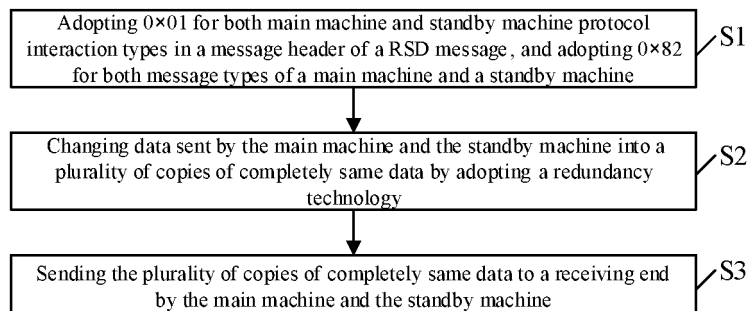 Adopting 0×01 for both main machine and standby machine protocol
interaction types in a message header of a RSD message, and adopting 0×82
for both message types of a main machine and a standby machine
S1
Changing data sent by the main machine and the standby machine into a
plurality of copies of completely same data by adopting a redundancy
technology
S2
Sending the plurality of copies of completely same data to a receiving end
by the main machine and the standby machine
S3